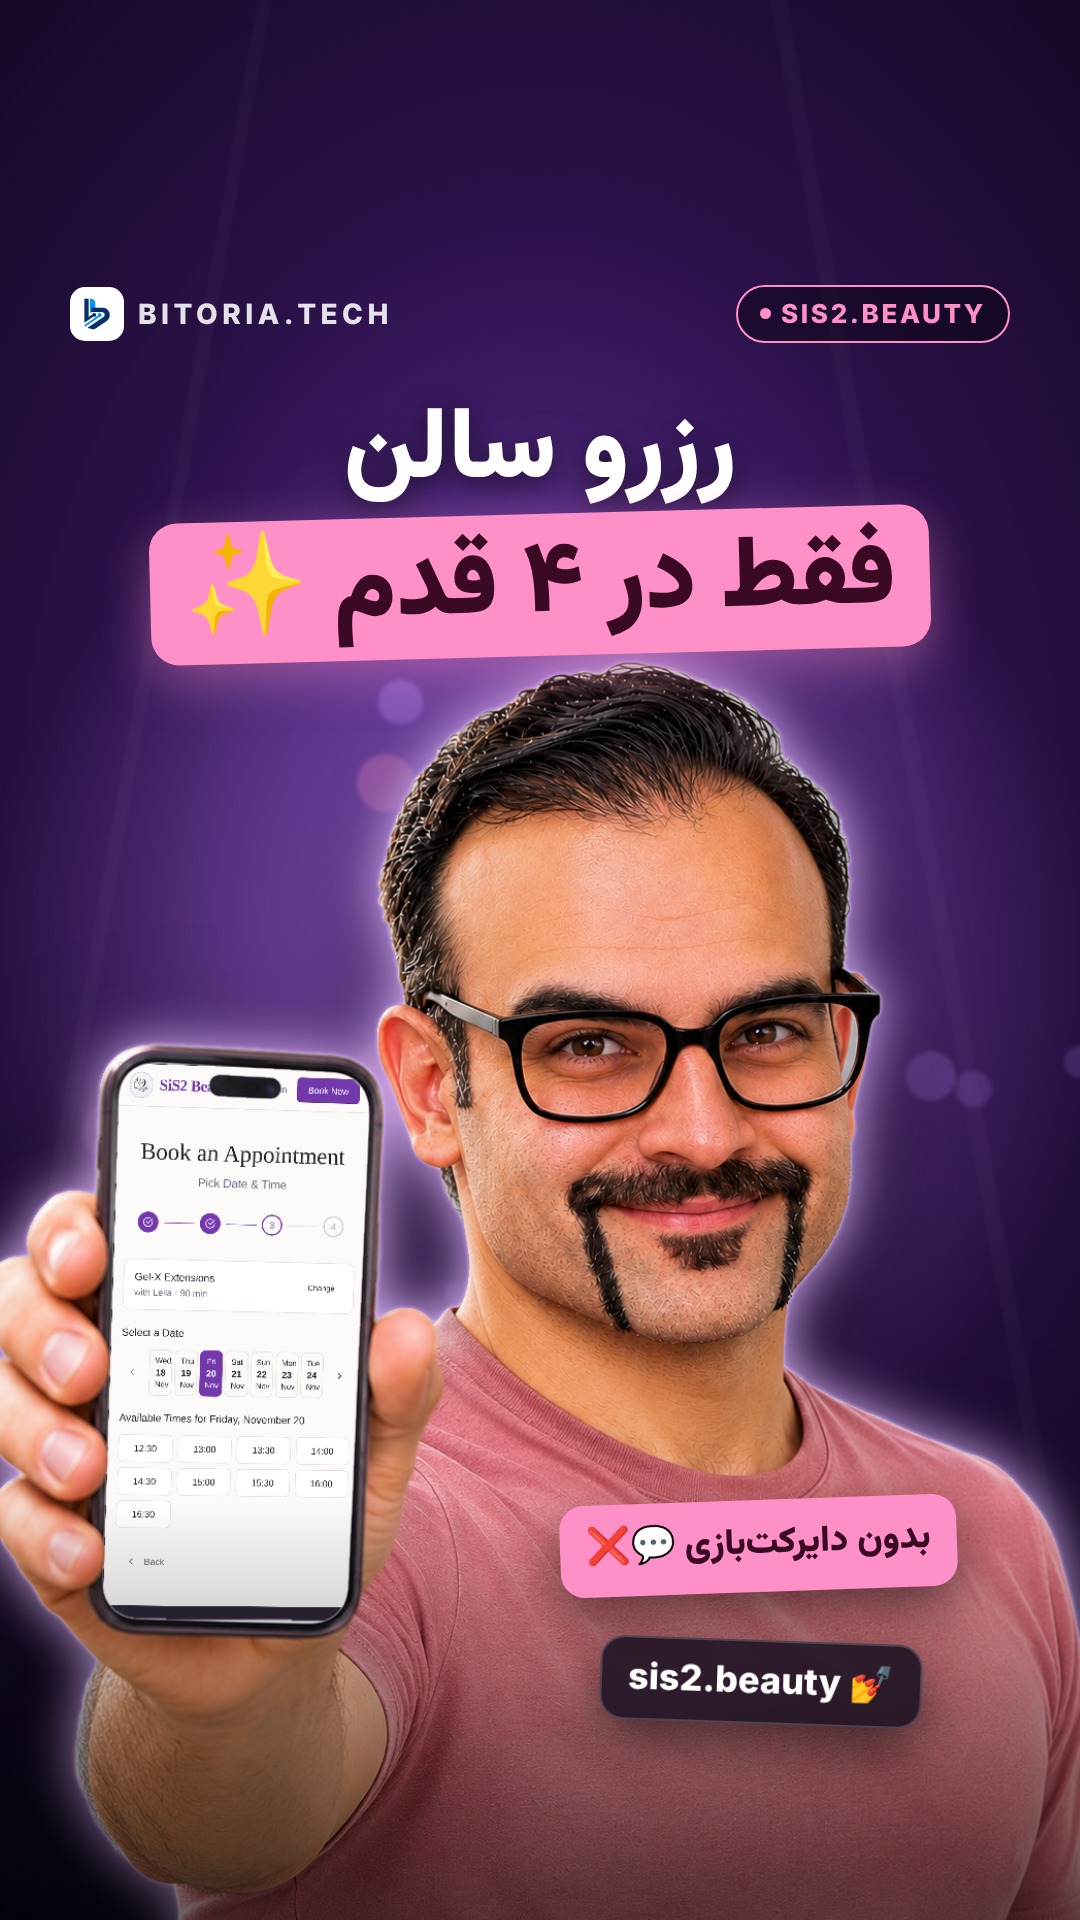 BITORIA.TECH
SIS2.BEAUTY
رزرو سالن
فقط در ۴ قدم ✨
SiS2 Bea
Book Now
Book an Appointment
Pick Date & Time
3
4
Gel-X Extensions
with Leila · 90 min
Change
Select a Date
Wed Thu Fri Sat Sun Mon Tue
18 19 20 21 22 23 24
Nov Nov Nov Nov Nov Nov Nov
Available Times for Friday, November 20
12:30 13:00 13:30 14:00
14:30 15:00 15:30 16:00
16:30
Back
بدون دایرکت‌بازی 💬❌
sis2.beauty 💅